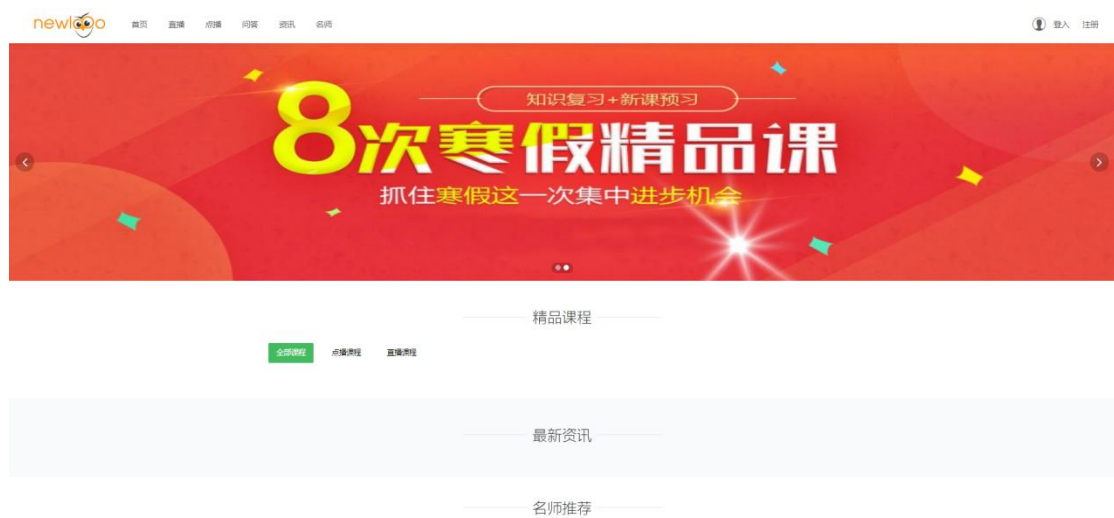 newlooo 首页 直播 点播 问答 资讯 名师 登入 注册
知识复习+新课预习
8次寒假精品课
抓住寒假这一次集中进步机会
精品课程
全部课程 点播课程 直播课程
最新资讯
名师推荐